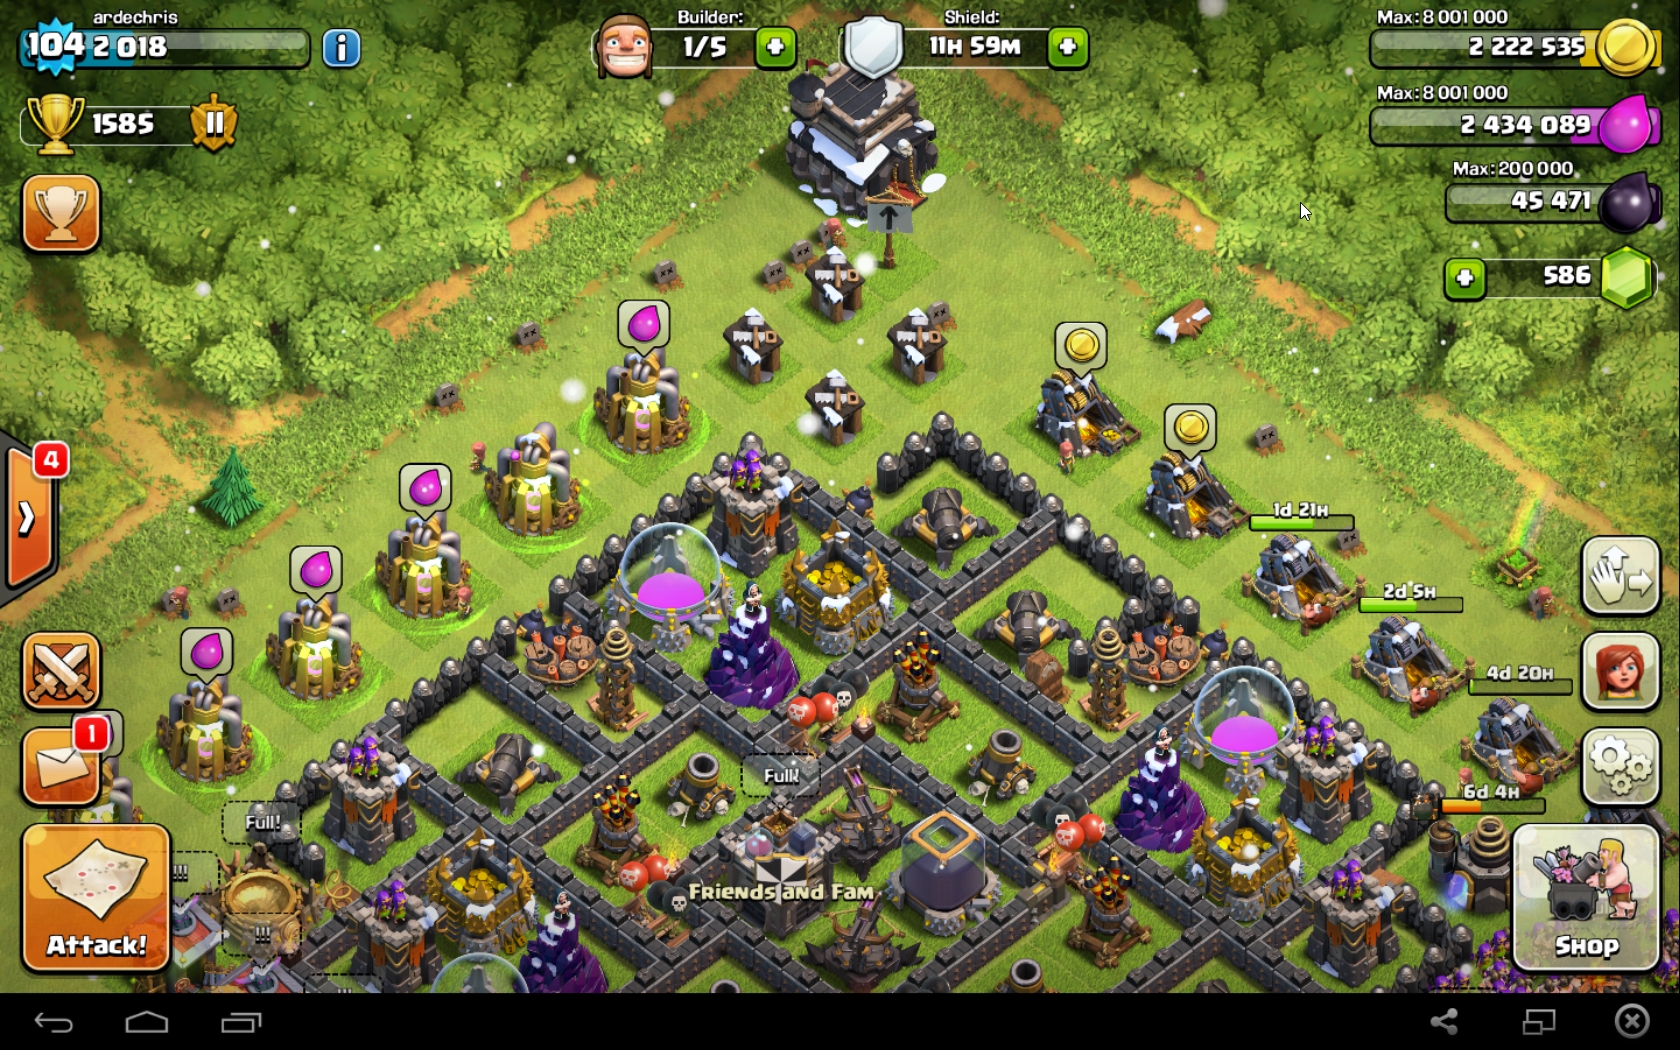 ardechris
104 2 018
i
Builder:
1/5
Shield:
11H 59M
Max: 8 001 000
2 222 535
Max: 8 001 000
2 434 089
Max: 200 000
45 471
586
1585
II
4
1
1d 21H
2d 5H
4d 20H
6d 4H
Full!
Full!
!!!
!!!
!!!
Friends and Fam
Attack!
Shop